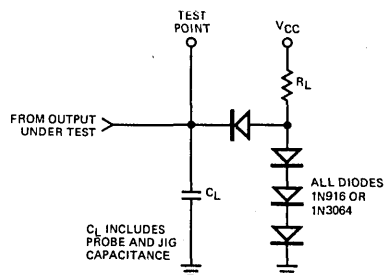 TEST
POINT
VCC
RL
FROM OUTPUT
UNDER TEST
CL
ALL DIODES
1N916 OR
1N3064
CL INCLUDES
PROBE AND JIG
CAPACITANCE